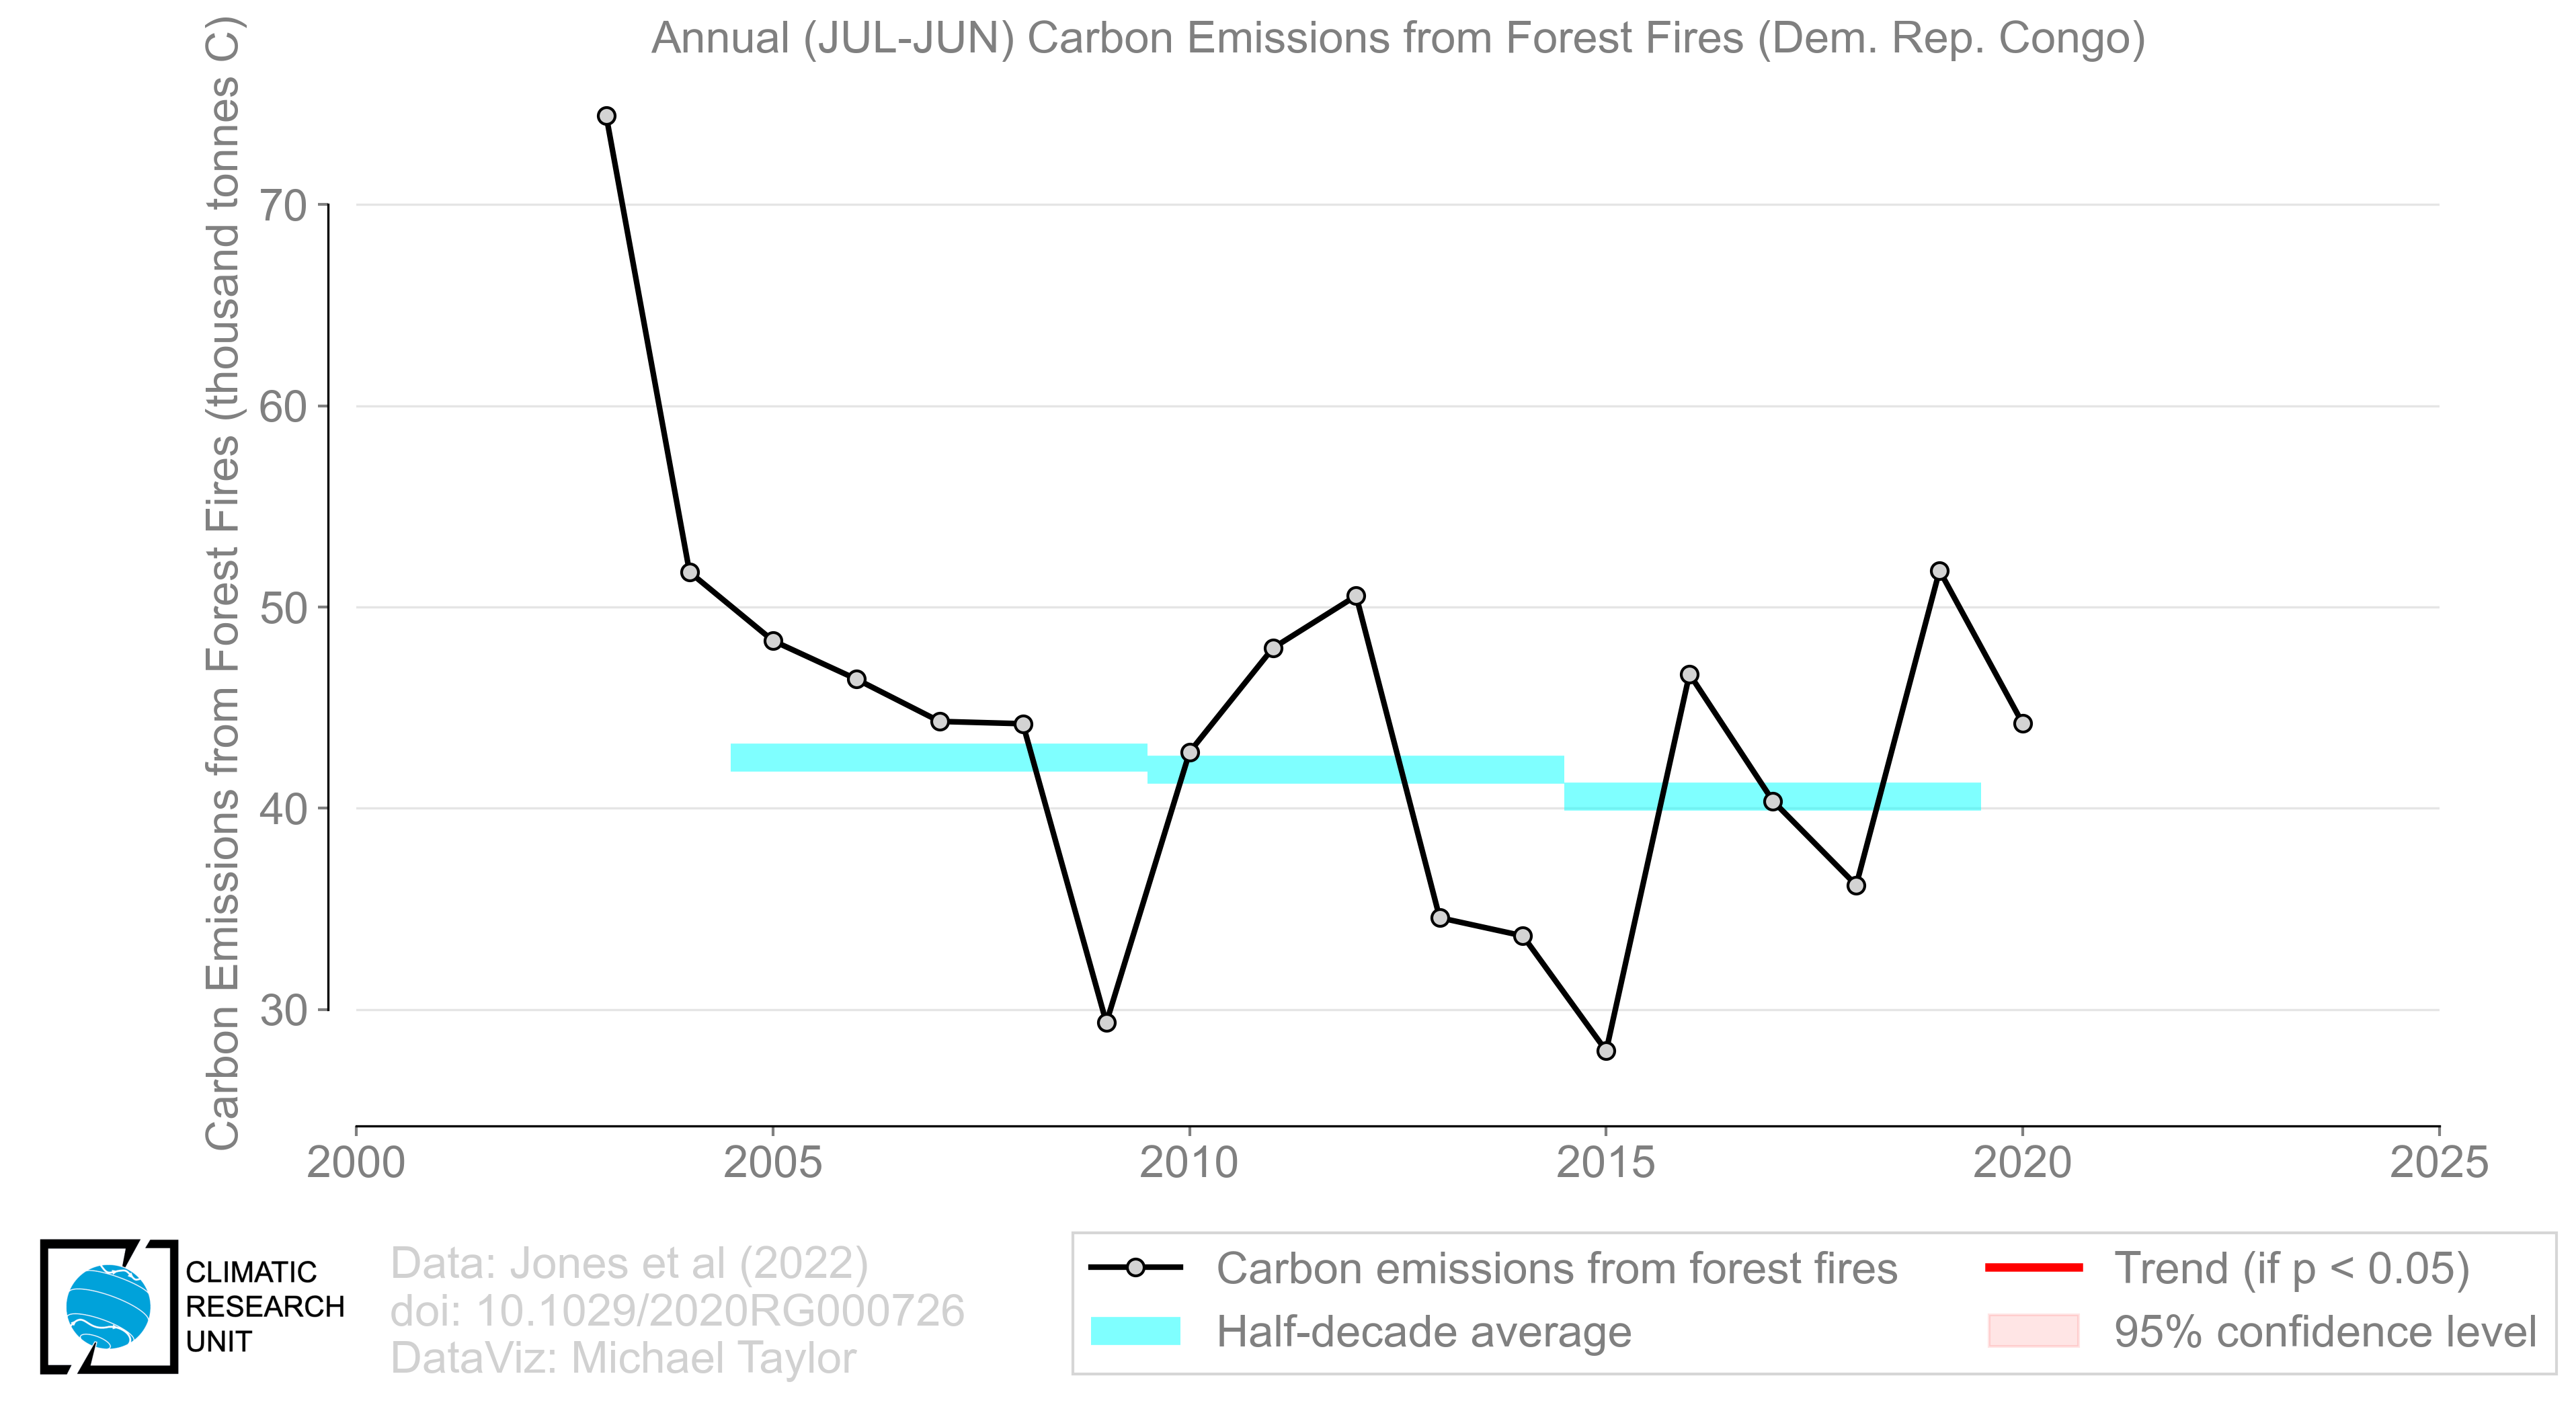 Annual (JUL-JUN) Carbon Emissions from Forest Fires (Dem. Rep. Congo)
Carbon Emissions from Forest Fires (thousand tonnes C)
70
60
50
40
30
2000
2005
2010
2015
2020
2025
CLIMATIC
RESEARCH
UNIT
Data: Jones et al (2022)
doi: 10.1029/2020RG000726
DataViz: Michael Taylor
Carbon emissions from forest fires
Half-decade average
Trend (if p < 0.05)
95% confidence level